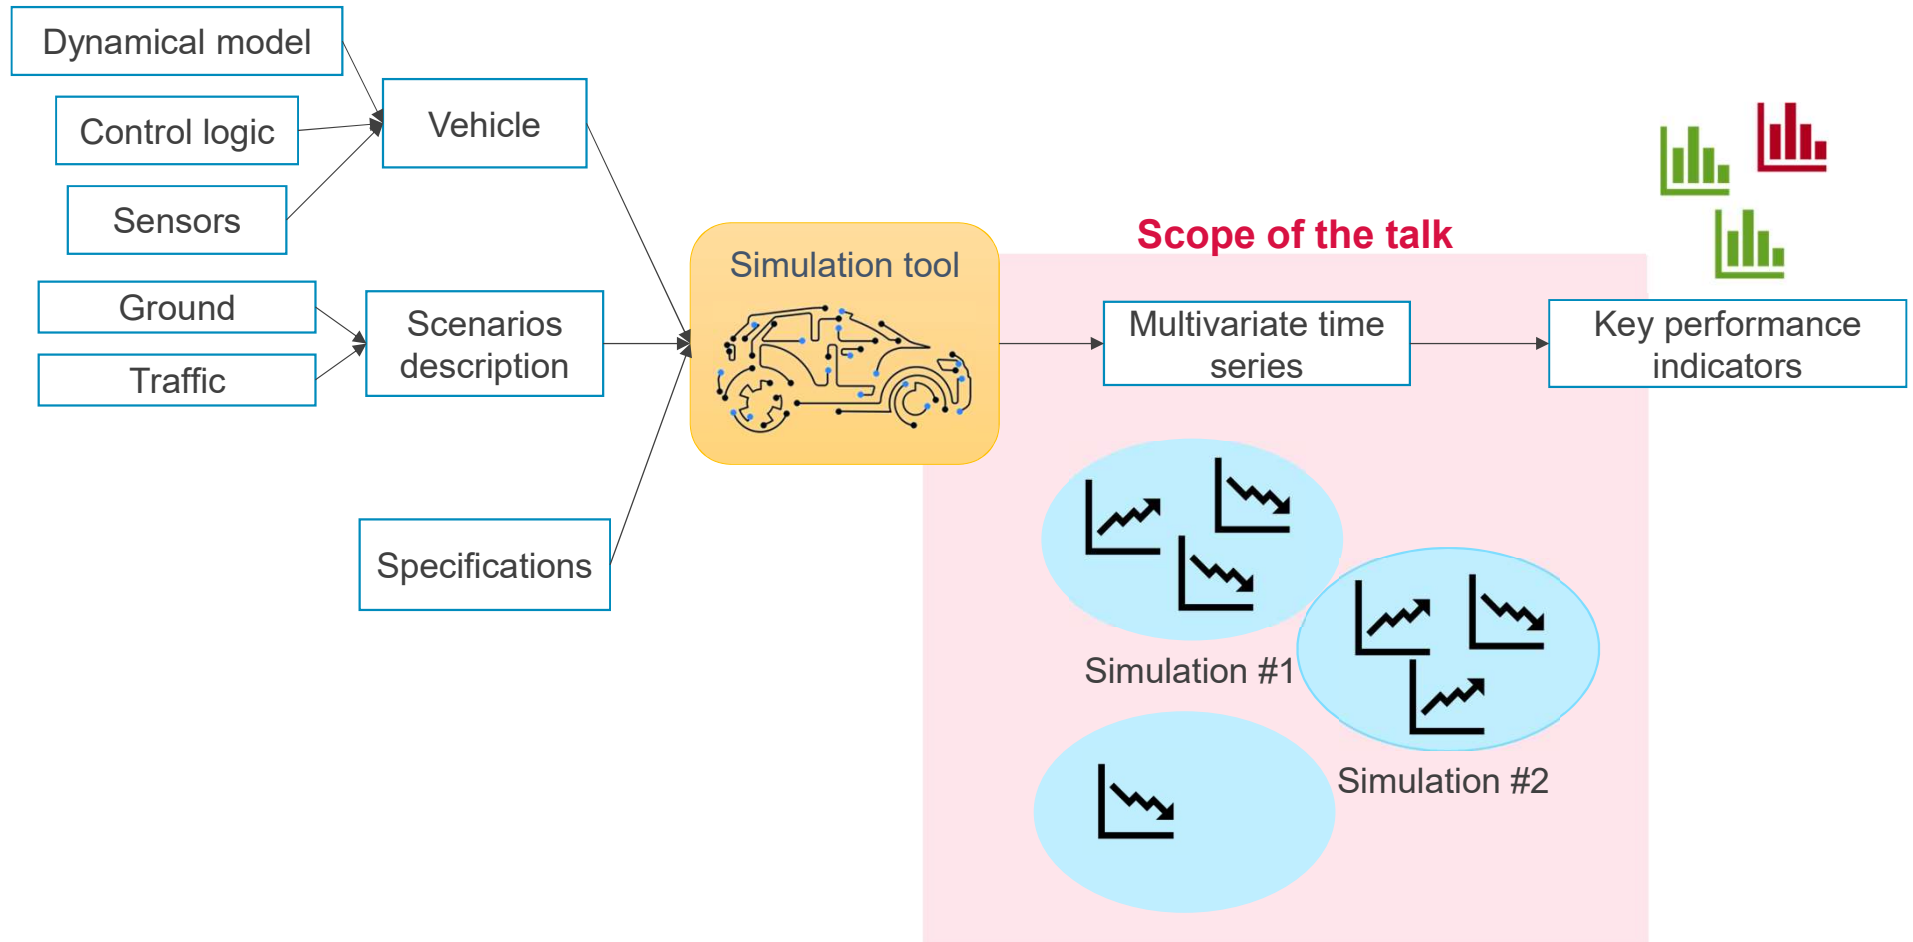 Dynamical model
Control logic
Sensors
Vehicle
Ground
Traffic
Scenarios
description
Specifications
Simulation tool
Scope of the talk
Multivariate time
series
Key performance
indicators
Simulation #1
Simulation #2